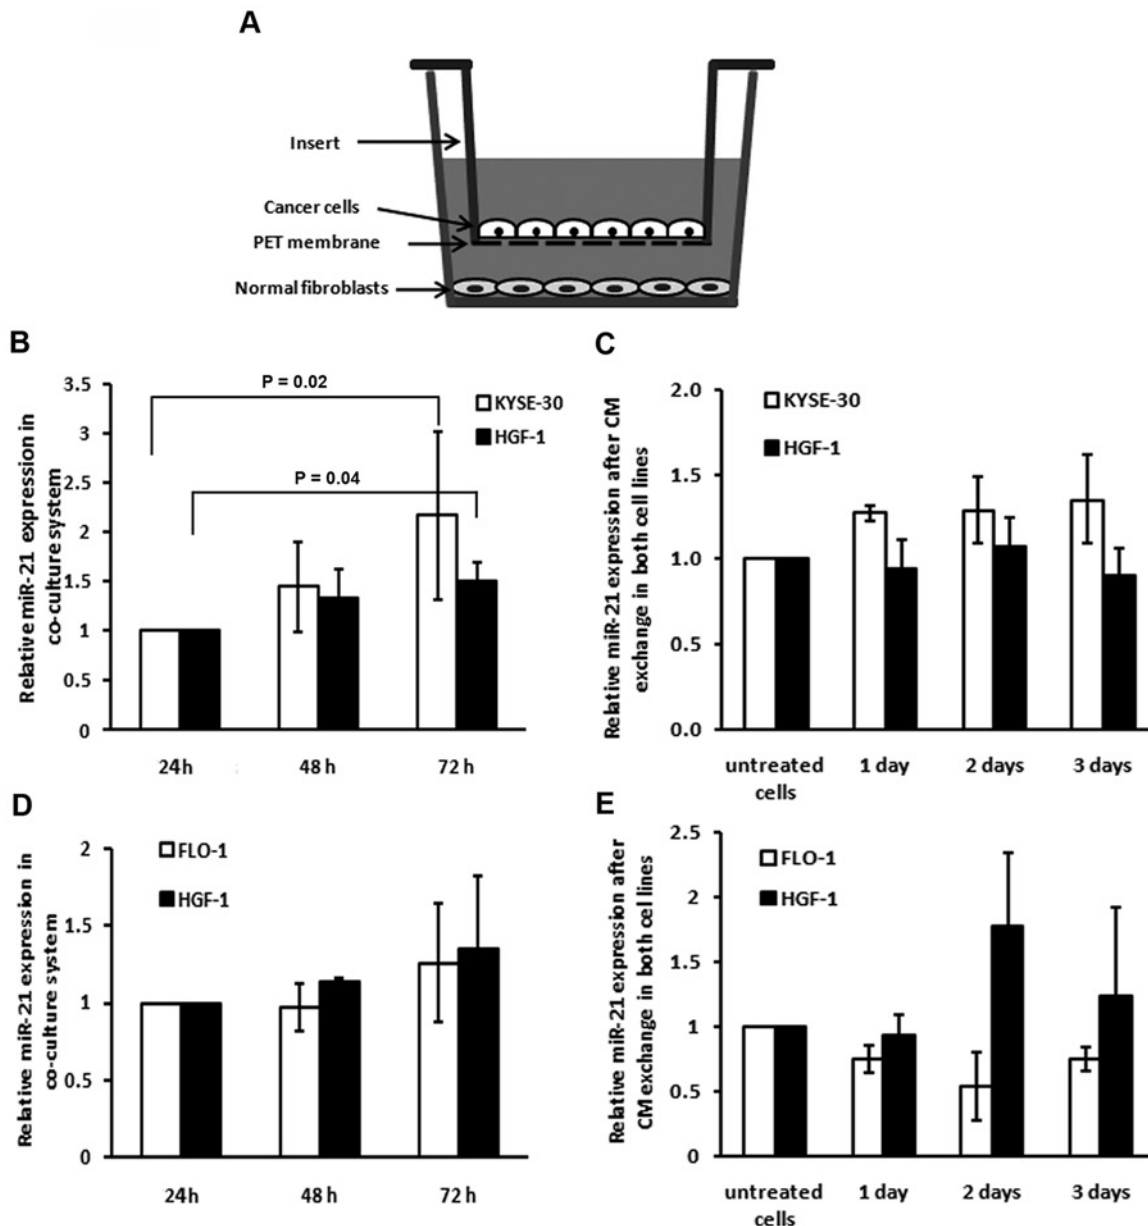 A
Insert
Cancer cells
PET membrane
Normal fibroblasts
B
Relative miR-21 expression in
co-culture system
3.5
3
2.5
2
1.5
1
0.5
0
P = 0.02
P = 0.04
KYSE-30
HGF-1
24h
48 h
72 h
C
Relative miR-21 expression after CM
exchange in both cell lines
2.0
1.5
1.0
0.5
0.0
KYSE-30
HGF-1
untreated
cells
1 day
2 days
3 days
D
Relative miR-21 expression in
co-culture system
2
1.5
1
0.5
0
FLO-1
HGF-1
24h
48 h
72 h
E
Relative miR-21 expression after
CM exchange in both cell lines
2.5
2
1.5
1
0.5
0
FLO-1
HGF-1
untreated
cells
1 day
2 days
3 days